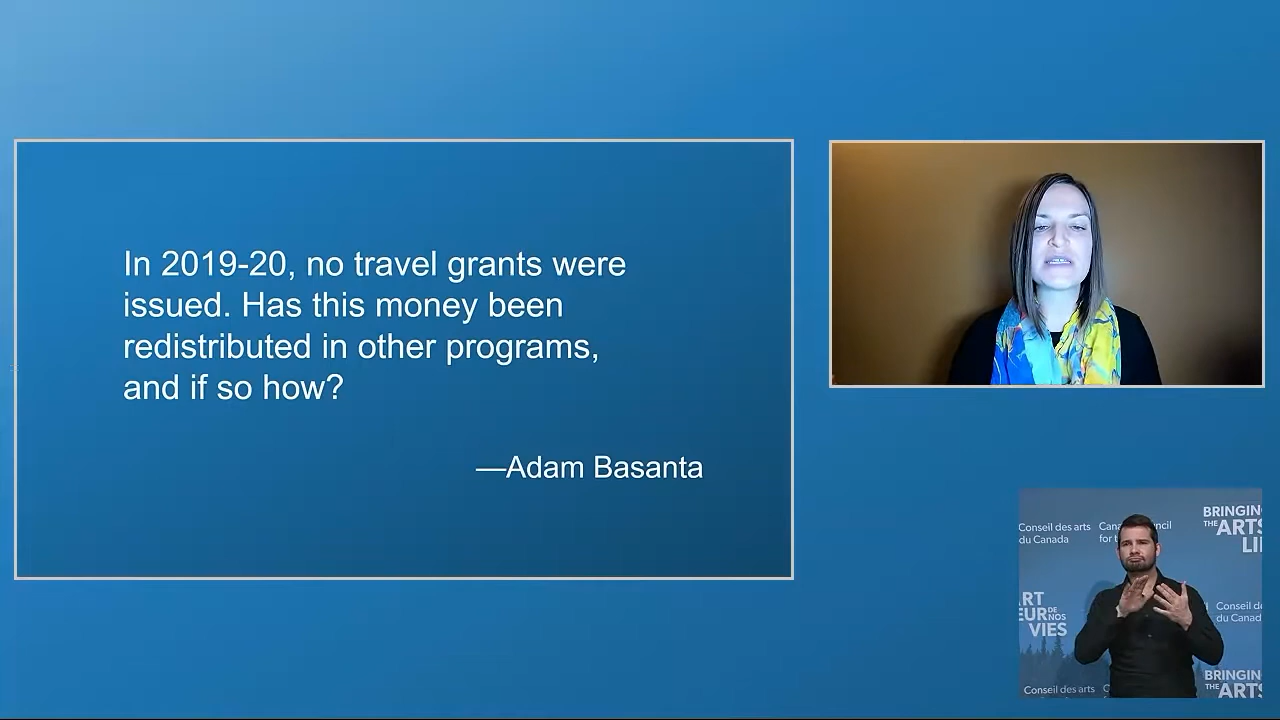 In 2019-20, no travel grants were
issued. Has this money been
redistributed in other programs,
and if so how?
—Adam Basanta
Conseil des arts
du Canada
BRINGIN
THE ARTS
LI
RT
EUR DE NOS
VIES
Conseil de
du Canada
Conseil des arts
BRINGIN
THE ARTS